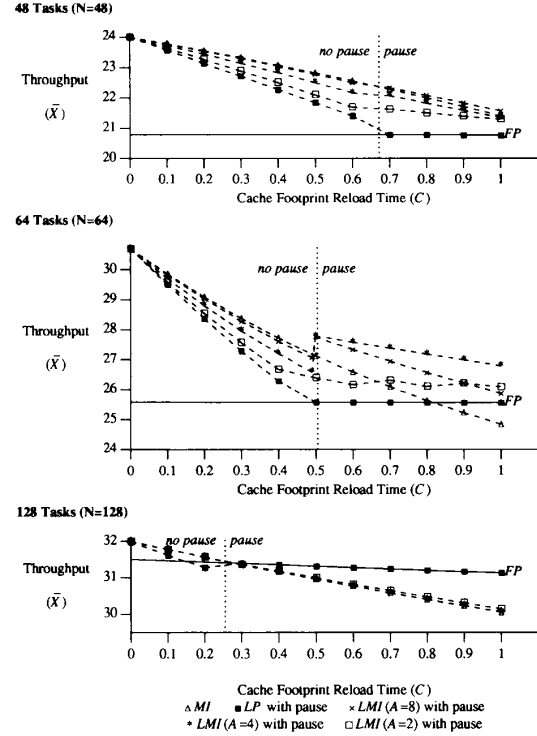 48 Tasks (N=48)
24
23
22
21
20
Throughput
(X̄)
no pause
pause
FP
0 0.1 0.2 0.3 0.4 0.5 0.6 0.7 0.8 0.9 1
Cache Footprint Reload Time (C)
64 Tasks (N=64)
30
29
28
27
26
25
24
Throughput
(X̄)
no pause
pause
FP
0 0.1 0.2 0.3 0.4 0.5 0.6 0.7 0.8 0.9 1
Cache Footprint Reload Time (C)
128 Tasks (N=128)
32
31
30
Throughput
(X̄)
no pause
pause
FP
0 0.1 0.2 0.3 0.4 0.5 0.6 0.7 0.8 0.9 1
Cache Footprint Reload Time (C)
MI LP with pause LMI (A=8) with pause
LMI (A=4) with pause LMI (A=2) with pause